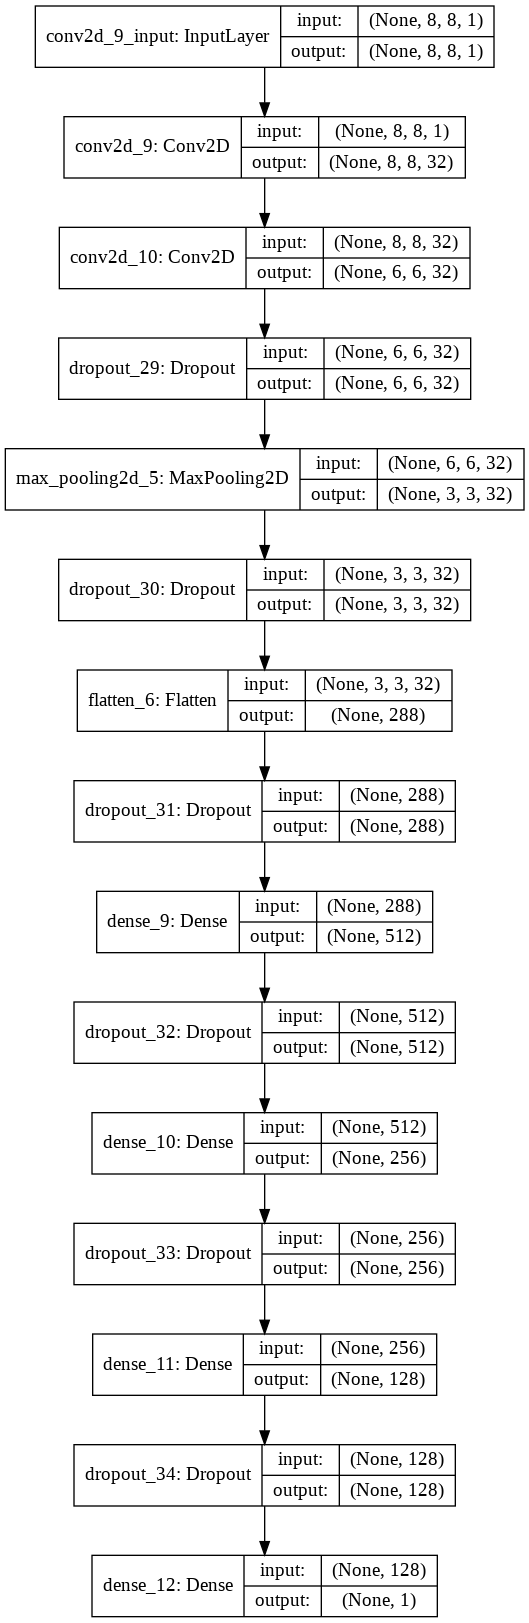 conv2d_9_input: InputLayer
input: (None, 8, 8, 1)
output: (None, 8, 8, 1)
conv2d_9: Conv2D
input: (None, 8, 8, 1)
output: (None, 8, 8, 32)
conv2d_10: Conv2D
input: (None, 8, 8, 32)
output: (None, 6, 6, 32)
dropout_29: Dropout
input: (None, 6, 6, 32)
output: (None, 6, 6, 32)
max_pooling2d_5: MaxPooling2D
input: (None, 6, 6, 32)
output: (None, 3, 3, 32)
dropout_30: Dropout
input: (None, 3, 3, 32)
output: (None, 3, 3, 32)
flatten_6: Flatten
input: (None, 3, 3, 32)
output: (None, 288)
dropout_31: Dropout
input: (None, 288)
output: (None, 288)
dense_9: Dense
input: (None, 288)
output: (None, 512)
dropout_32: Dropout
input: (None, 512)
output: (None, 512)
dense_10: Dense
input: (None, 512)
output: (None, 256)
dropout_33: Dropout
input: (None, 256)
output: (None, 256)
dense_11: Dense
input: (None, 256)
output: (None, 128)
dropout_34: Dropout
input: (None, 128)
output: (None, 128)
dense_12: Dense
input: (None, 128)
output: (None, 1)